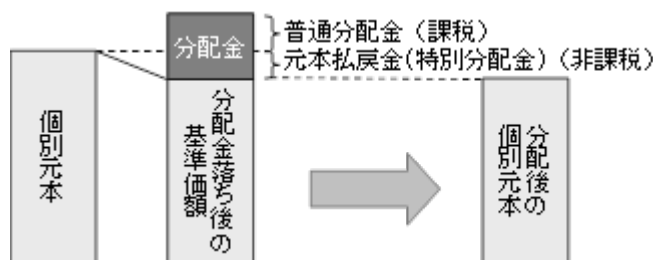 分配金
普通分配金（課税）
元本払戻金(特別分配金)（非課税）
個別元本
分配金落ち後の
基準価額
分配後の
個別元本